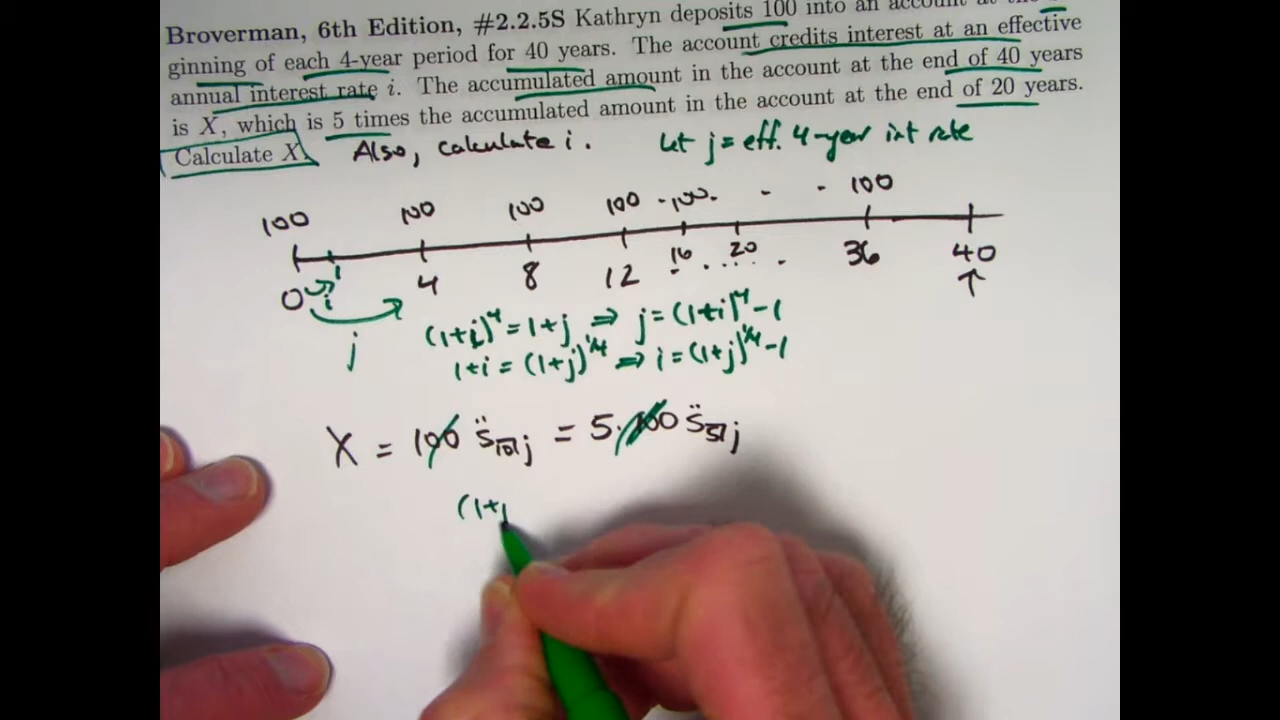 Broverman, 6th Edition, #2.2.5S Kathryn deposits 100 into an account at the
ginning of each 4-year period for 40 years. The account credits interest at an effective
annual interest rate i. The accumulated amount in the account at the end of 40 years
is X, which is 5 times the accumulated amount in the account at the end of 20 years.
Calculate X. Also, calculate i. Let j = eff. 4-year int rate
100 100 100 100 .100. - . 100
0 1 4 8 12 16 20 36 40
i
j
(1+i)^4 = 1+j ⇒ j = (1+i)^4 - 1
1+i = (1+j)^1/4 ⇒ i = (1+j)^1/4 - 1
X = 100 s̈10⌉j = 5·100 s̈5⌉j
(1+